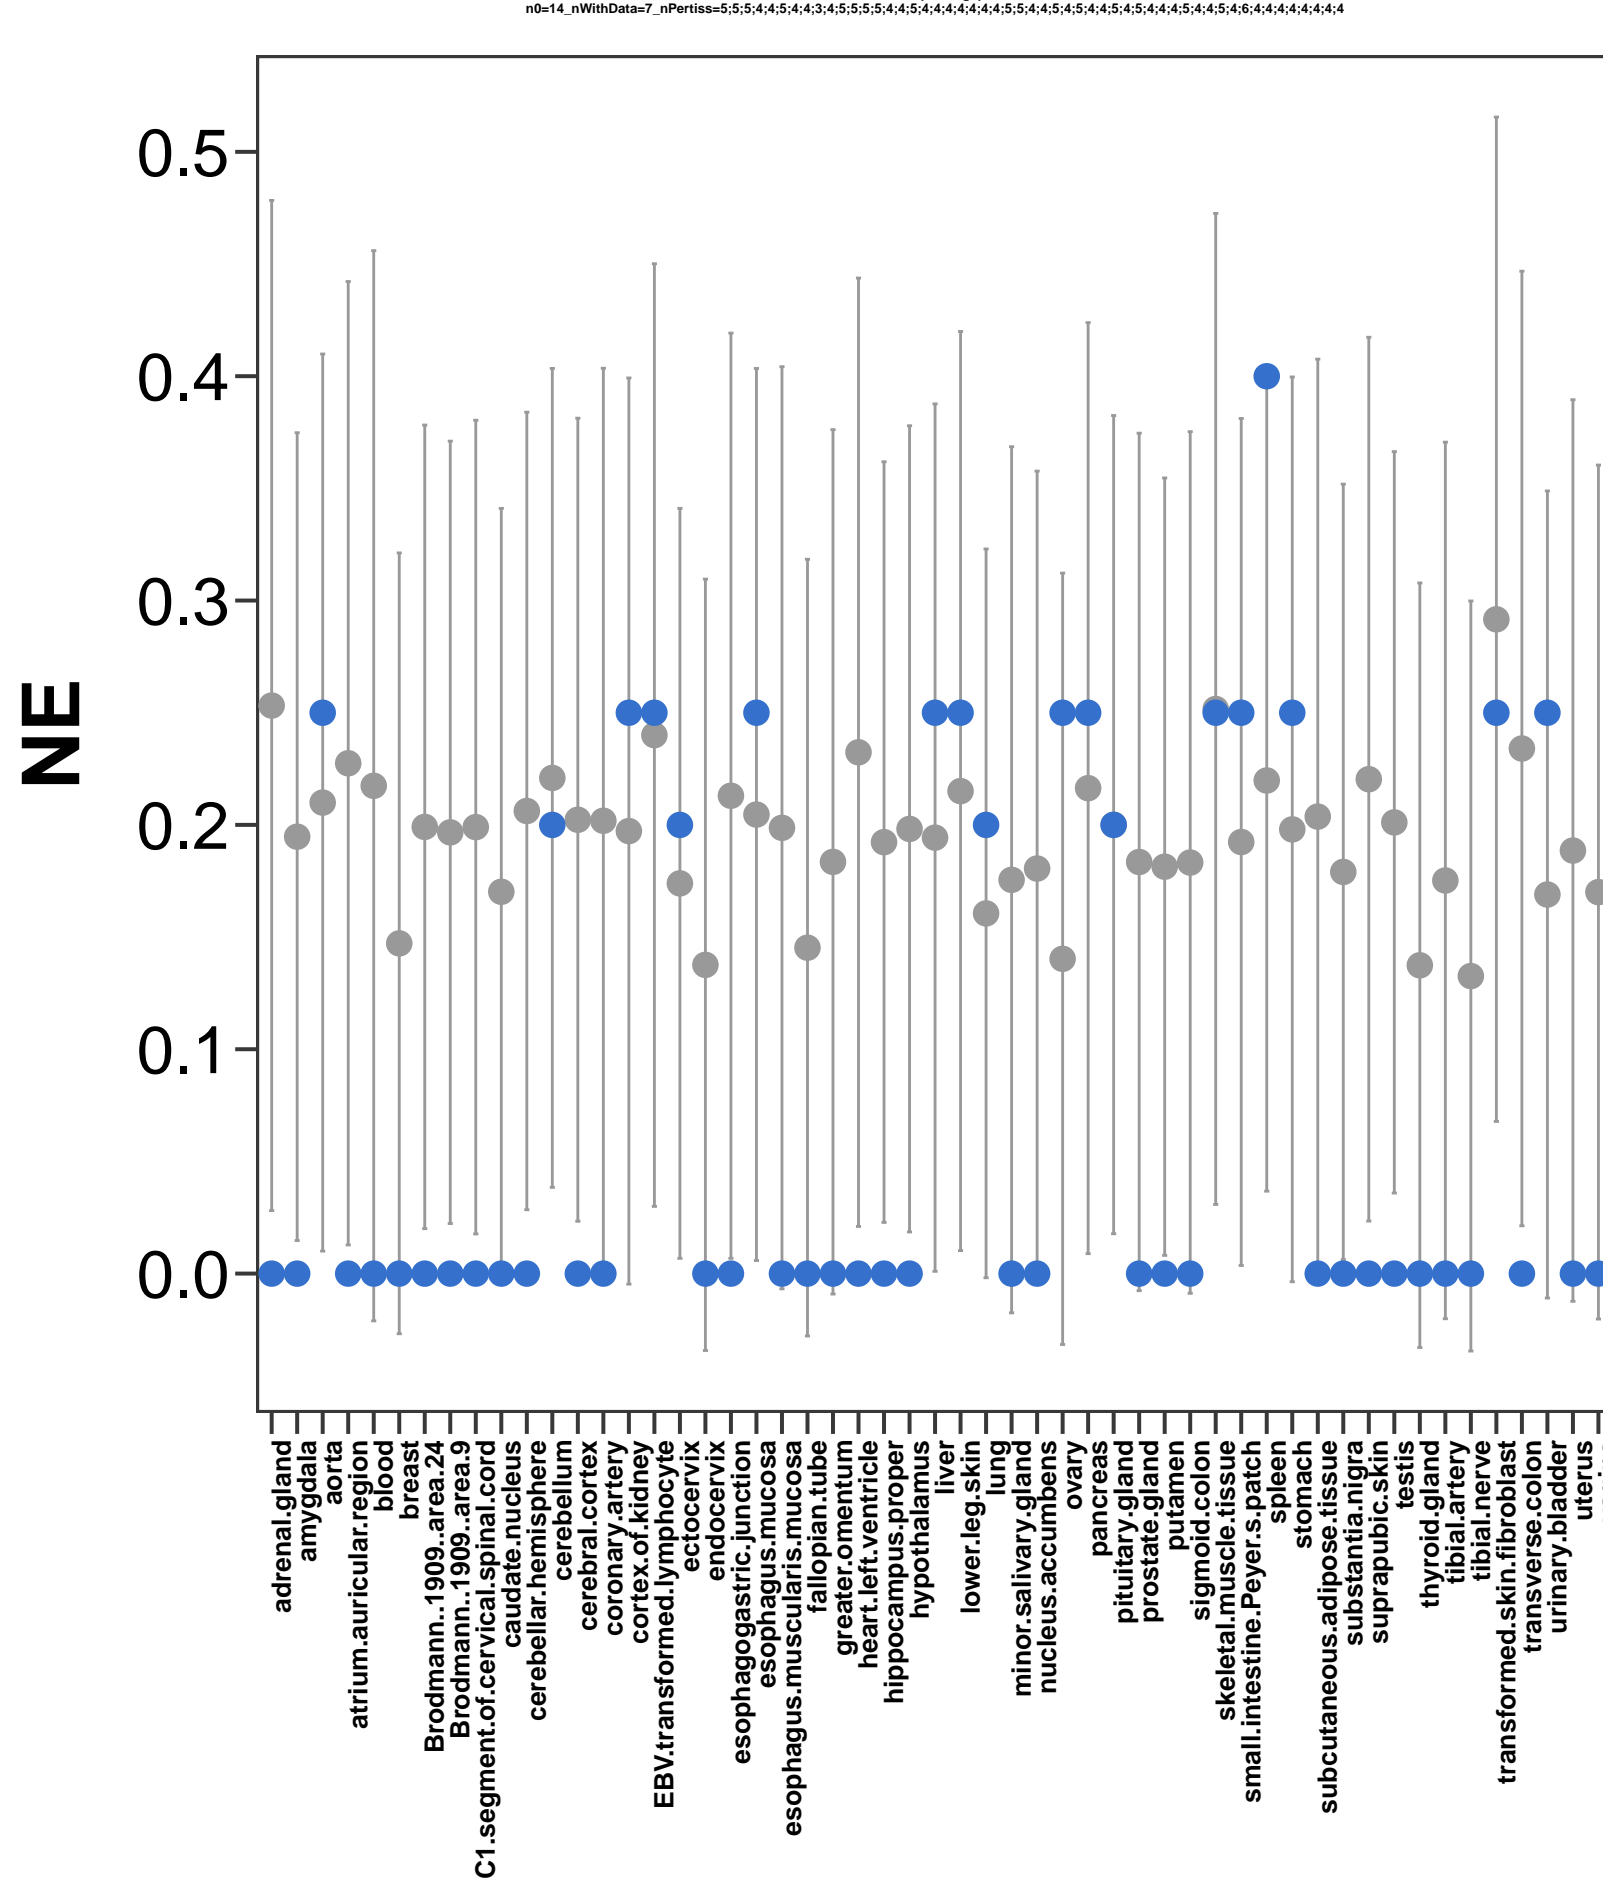 n0=14_nWithData=7_nPertiss=5;5;5;4;4;5;4;4;3;4;5;5;5;5;4;4;5;4;4;4;4;4;4;4;5;5;4;4;5;4;5;4;4;5;4;5;4;4;4;5;4;4;5;4;6;4;4;4;4;4;4;4;4
0.5
0.4
0.3
0.2
0.1
0.0
NE
adrenal.gland
amygdala
aorta
atrium.auricular.region
blood
breast
Brodmann..1909..area.24
Brodmann..1909..area.9
C1.segment.of.cervical.spinal.cord
caudate.nucleus
cerebellar.hemisphere
cerebellum
cerebral.cortex
coronary.artery
cortex.of.kidney
EBV.transformed.lymphocyte
ectocervix
endocervix
esophagogastric.junction
esophagus.mucosa
esophagus.muscularis.mucosa
fallopian.tube
greater.omentum
heart.left.ventricle
hippocampus.proper
hypothalamus
liver
lower.leg.skin
lung
minor.salivary.gland
nucleus.accumbens
ovary
pancreas
pituitary.gland
prostate.gland
putamen
sigmoid.colon
skeletal.muscle.tissue
small.intestine.Peyer.s.patch
spleen
stomach
subcutaneous.adipose.tissue
substantia.nigra
suprapubic.skin
testis
thyroid.gland
tibial.artery
tibial.nerve
transformed.skin.fibroblast
transverse.colon
urinary.bladder
uterus